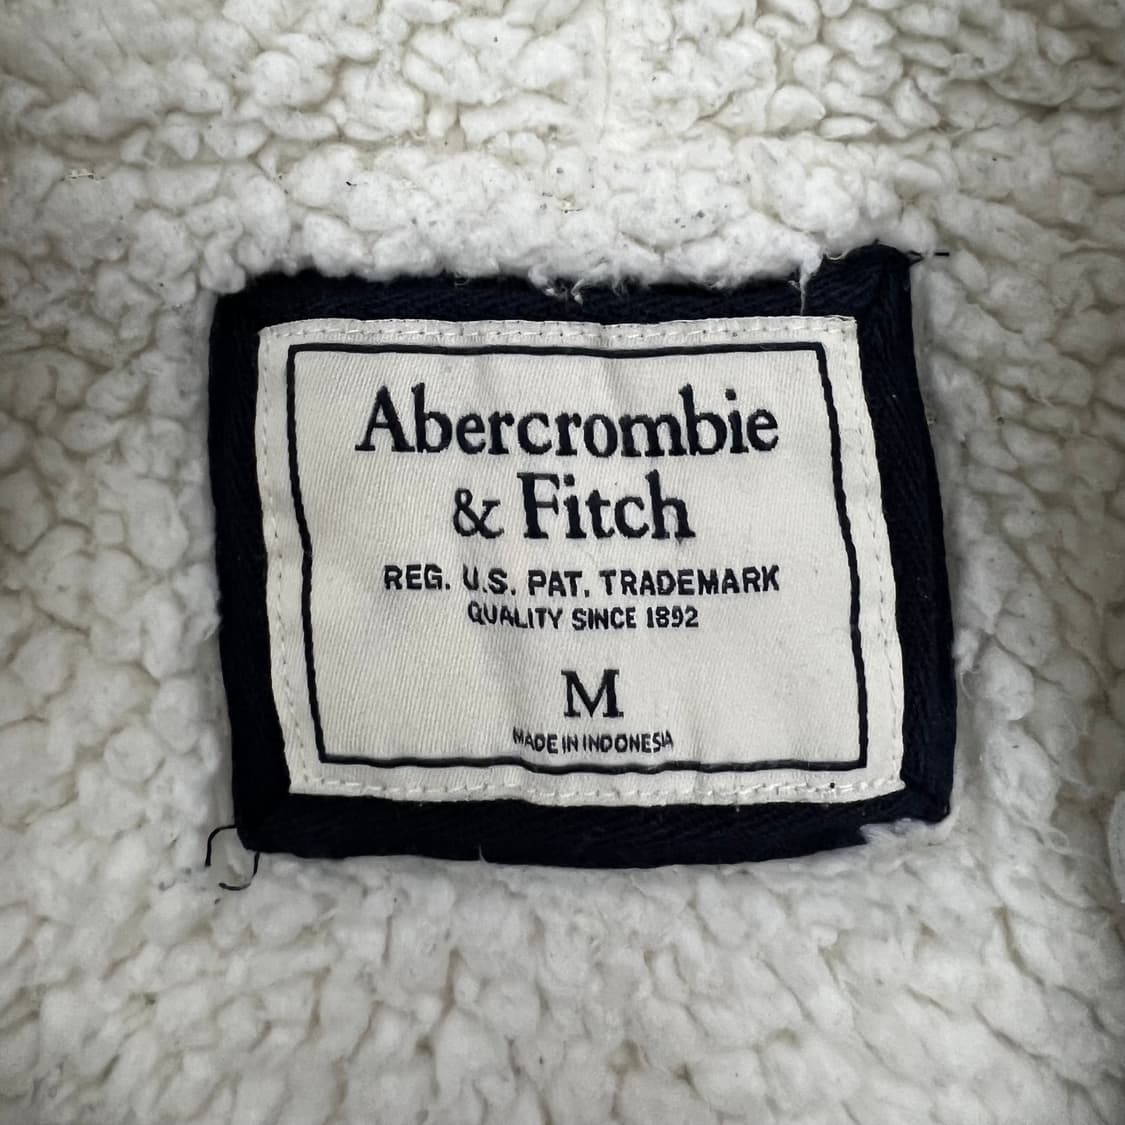 Abercrombie
& Fitch
REG. U.S. PAT. TRADEMARK
QUALITY SINCE 1892
M
MADE IN INDONESIA